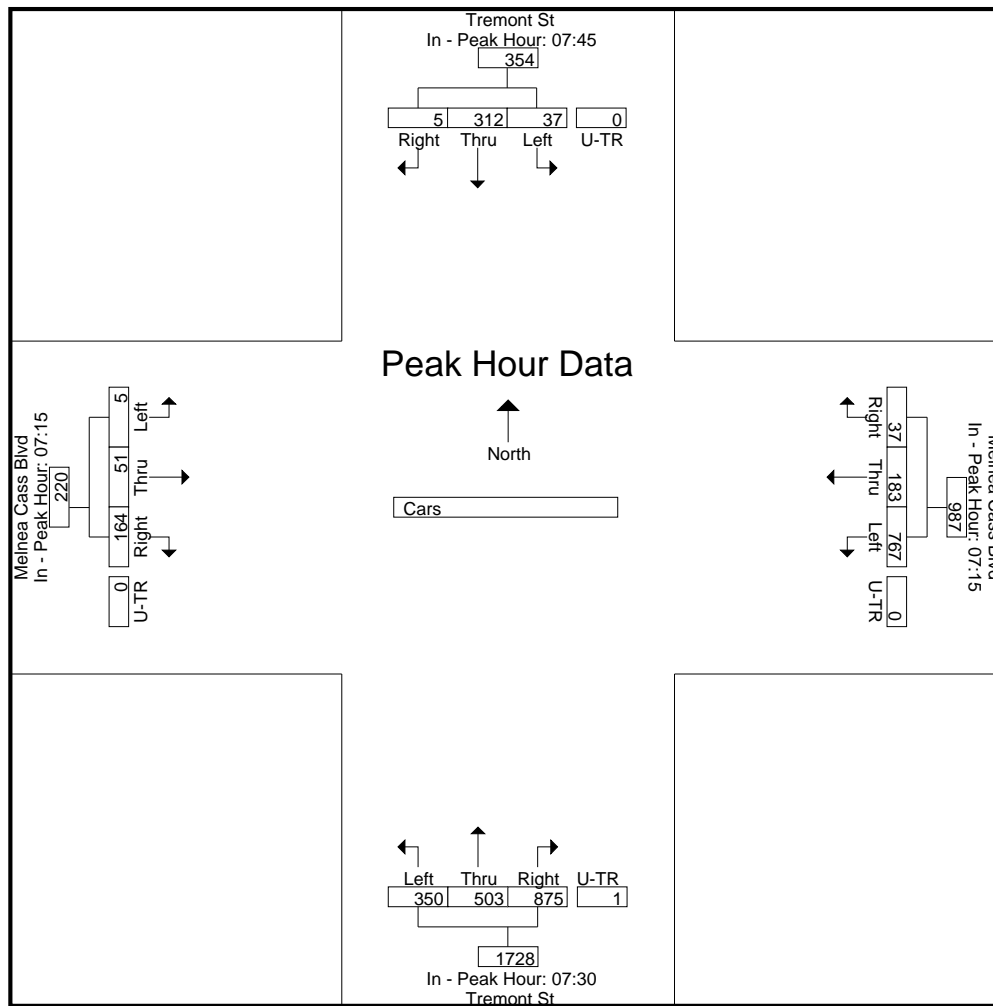 Tremont St
In - Peak Hour: 07:45
354
5 312 37 0
Right Thru Left U-TR
Peak Hour Data
North
Cars
Melnea Cass Blvd
In - Peak Hour: 07:15
220
5 51 164 0
Left Thru Right U-TR
Melnea Cass Blvd
In - Peak Hour: 07:15
987
37 183 767 0
Right Thru Left U-TR
Left Thru Right U-TR
350 503 875 1
1728
In - Peak Hour: 07:30
Tremont St